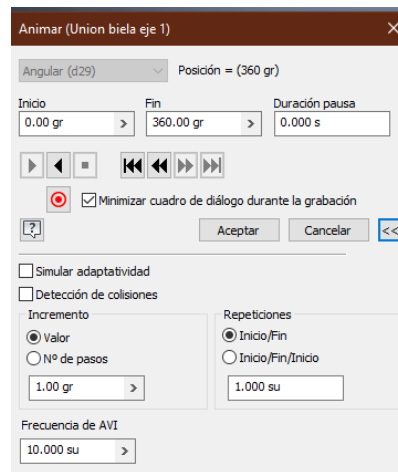 Animar (Union biela eje 1)
Angular (d29) Posición = (360 gr)
Inicio Fin Duración pausa
0.00 gr 360.00 gr 0.000 s
Minimizar cuadro de diálogo durante la grabación
Aceptar Cancelar <<
Simular adaptatividad
Detección de colisiones
Incremento Repeticiones
Valor Inicio/Fin
Nº de pasos Inicio/Fin/Inicio
1.00 gr 1.000 su
Frecuencia de AVI
10.000 su